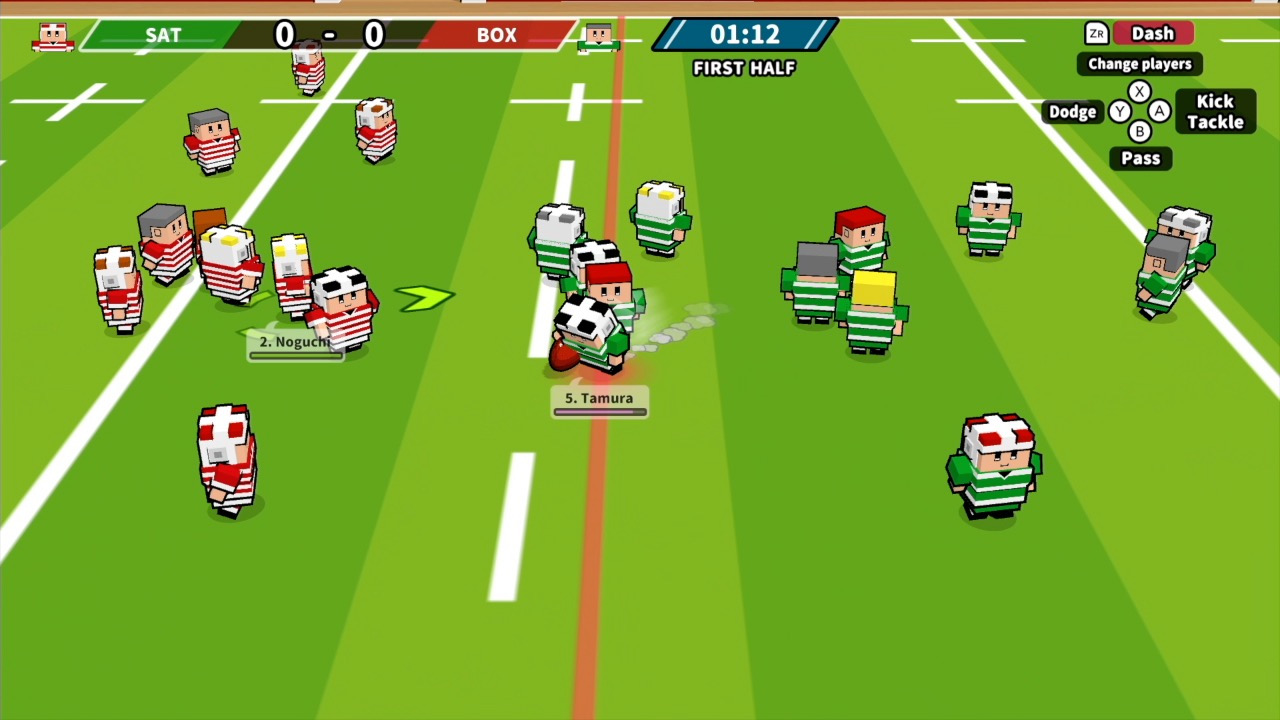 SAT 0 - 0 BOX
01:12
FIRST HALF
ZR Dash
Change players
X
Dodge Y A Kick Tackle
B
Pass
2. Noguchi
5. Tamura